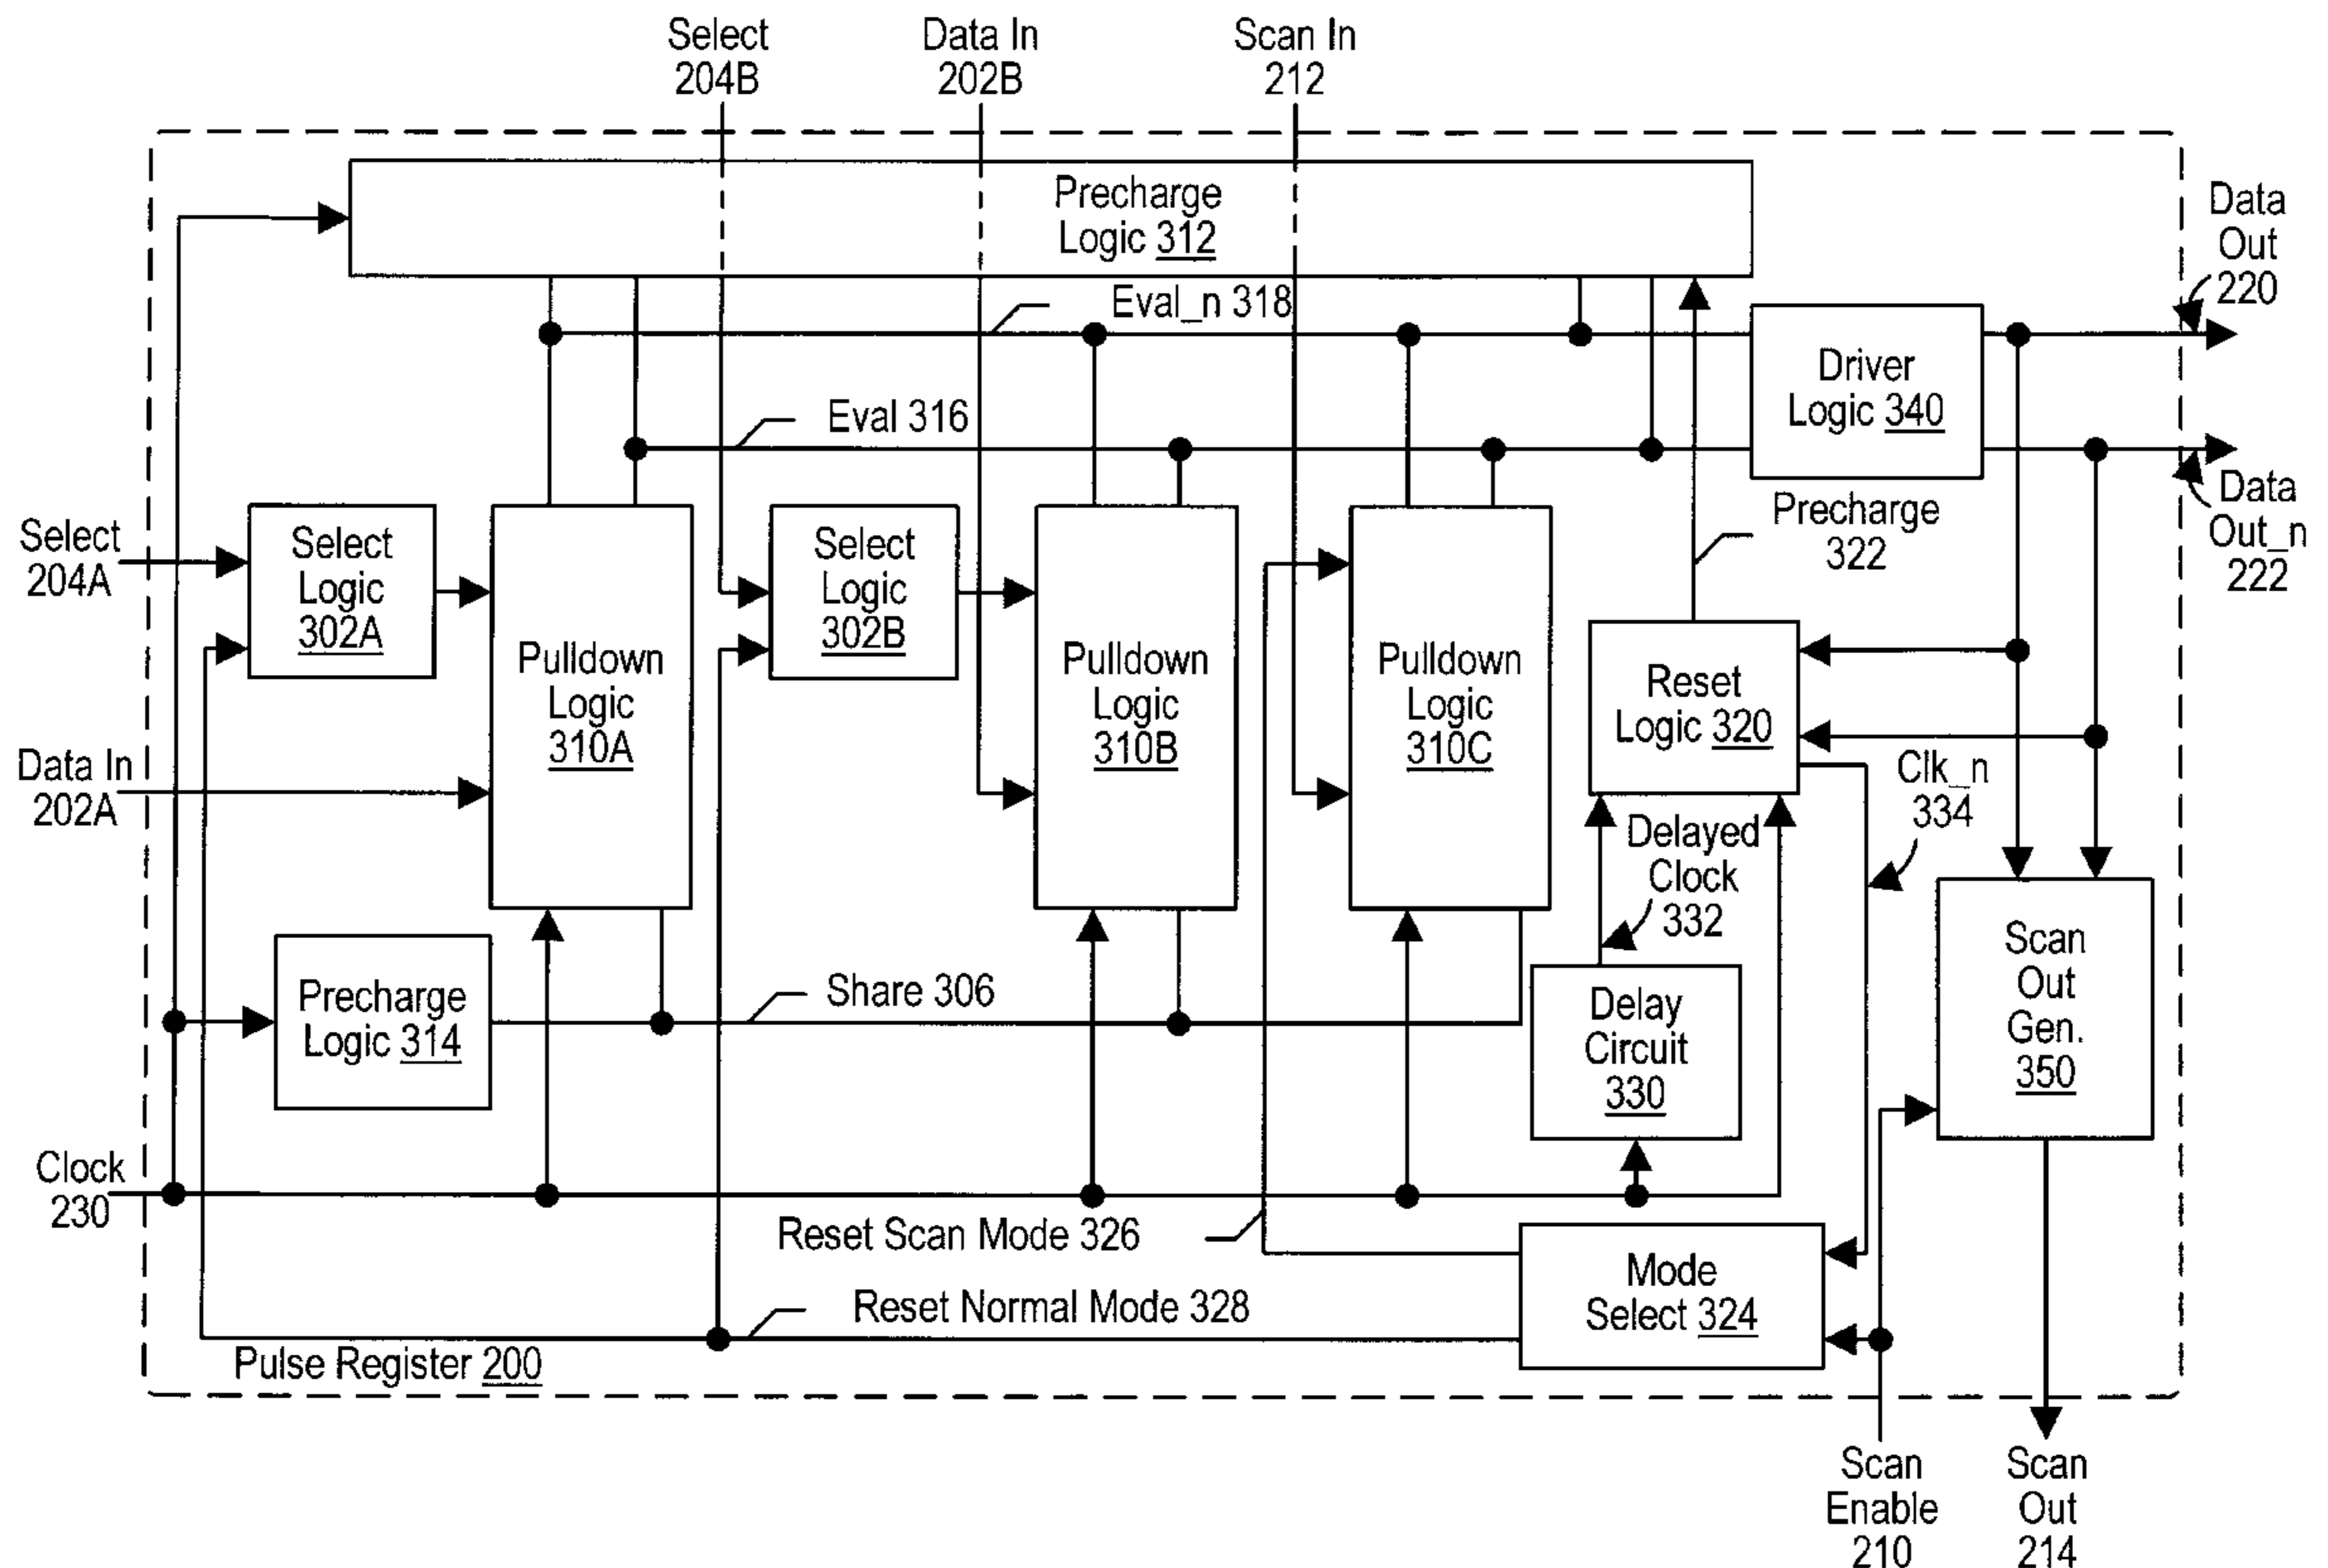 Select
204B
Data In
202B
Scan In
212
Precharge
Logic 312
Data
Out
220
Eval_n 318
Driver
Logic 340
Eval 316
Data
Out_n
222
Precharge
322
Select
204A
Select
Logic
302A
Pulldown
Logic
310A
Select
Logic
302B
Pulldown
Logic
310B
Pulldown
Logic
310C
Reset
Logic 320
Data In
202A
Clk_n
334
Delayed
Clock
332
Precharge
Logic 314
Share 306
Delay
Circuit
330
Scan
Out
Gen.
350
Clock
230
Reset Scan Mode 326
Mode
Select 324
Reset Normal Mode 328
Pulse Register 200
Scan
Enable
210
Scan
Out
214